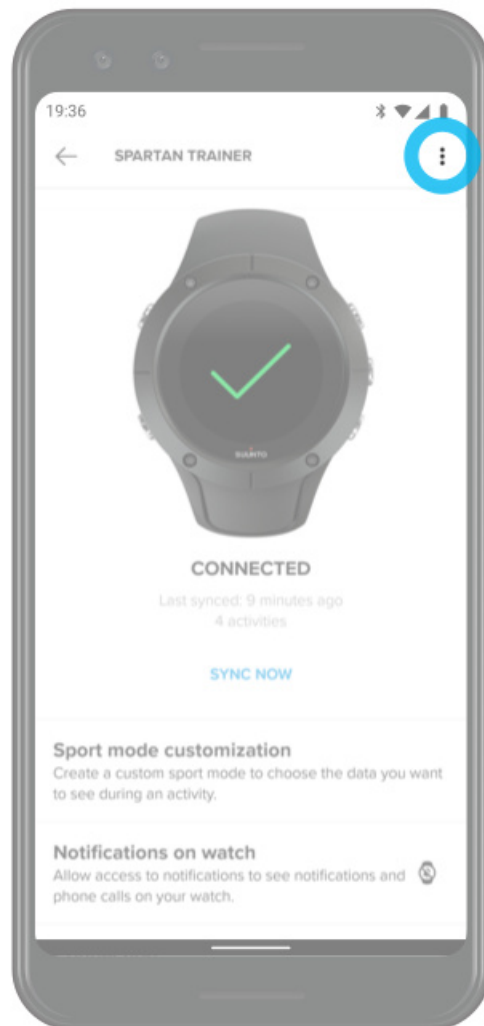 19:36
SPARTAN TRAINER
SUUNTO
CONNECTED
Last synced: 9 minutes ago
4 activities
SYNC NOW
Sport mode customization
Create a custom sport mode to choose the data you want
to see during an activity.
Notifications on watch
Allow access to notifications to see notifications and
phone calls on your watch.